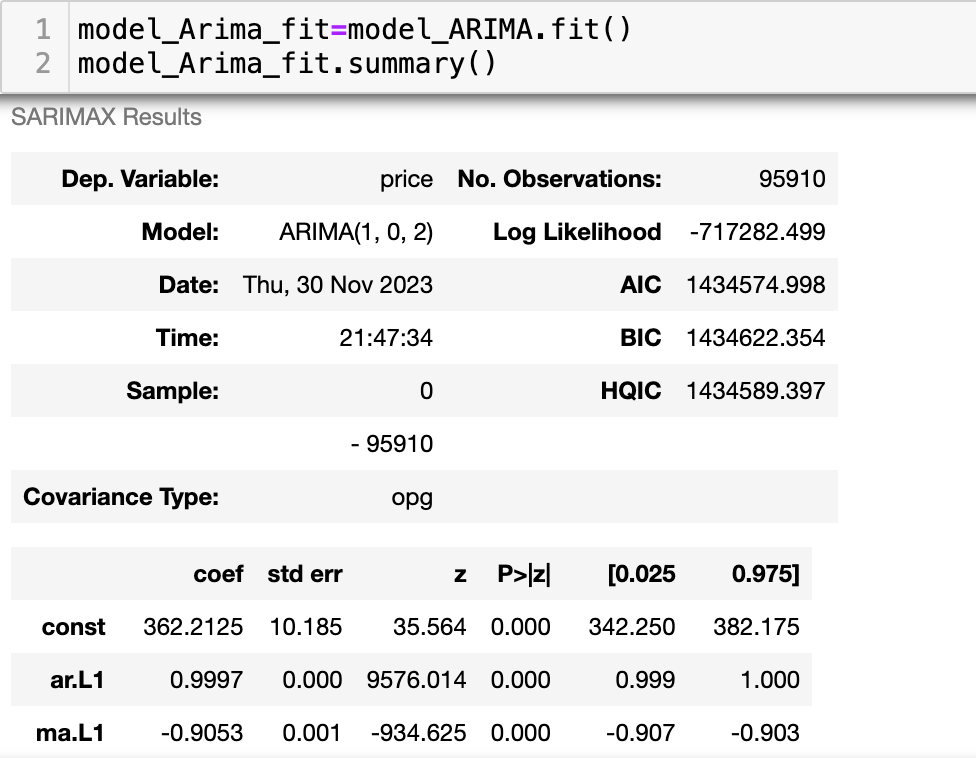 1 model_Arima_fit=model_ARIMA.fit()
2 model_Arima_fit.summary()
SARIMAX Results
Dep. Variable: price No. Observations: 95910
Model: ARIMA(1, 0, 2) Log Likelihood -717282.499
Date: Thu, 30 Nov 2023 AIC 1434574.998
Time: 21:47:34 BIC 1434622.354
Sample: 0 HQIC 1434589.397
- 95910
Covariance Type: opg
coef std err z P>|z| [0.025 0.975]
const 362.2125 10.185 35.564 0.000 342.250 382.175
ar.L1 0.9997 0.000 9576.014 0.000 0.999 1.000
ma.L1 -0.9053 0.001 -934.625 0.000 -0.907 -0.903